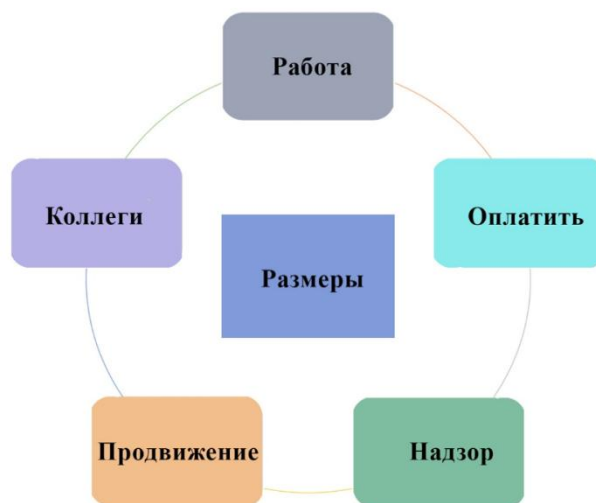 Работа
Коллеги
Оплатить
Размеры
Продвижение
Надзор